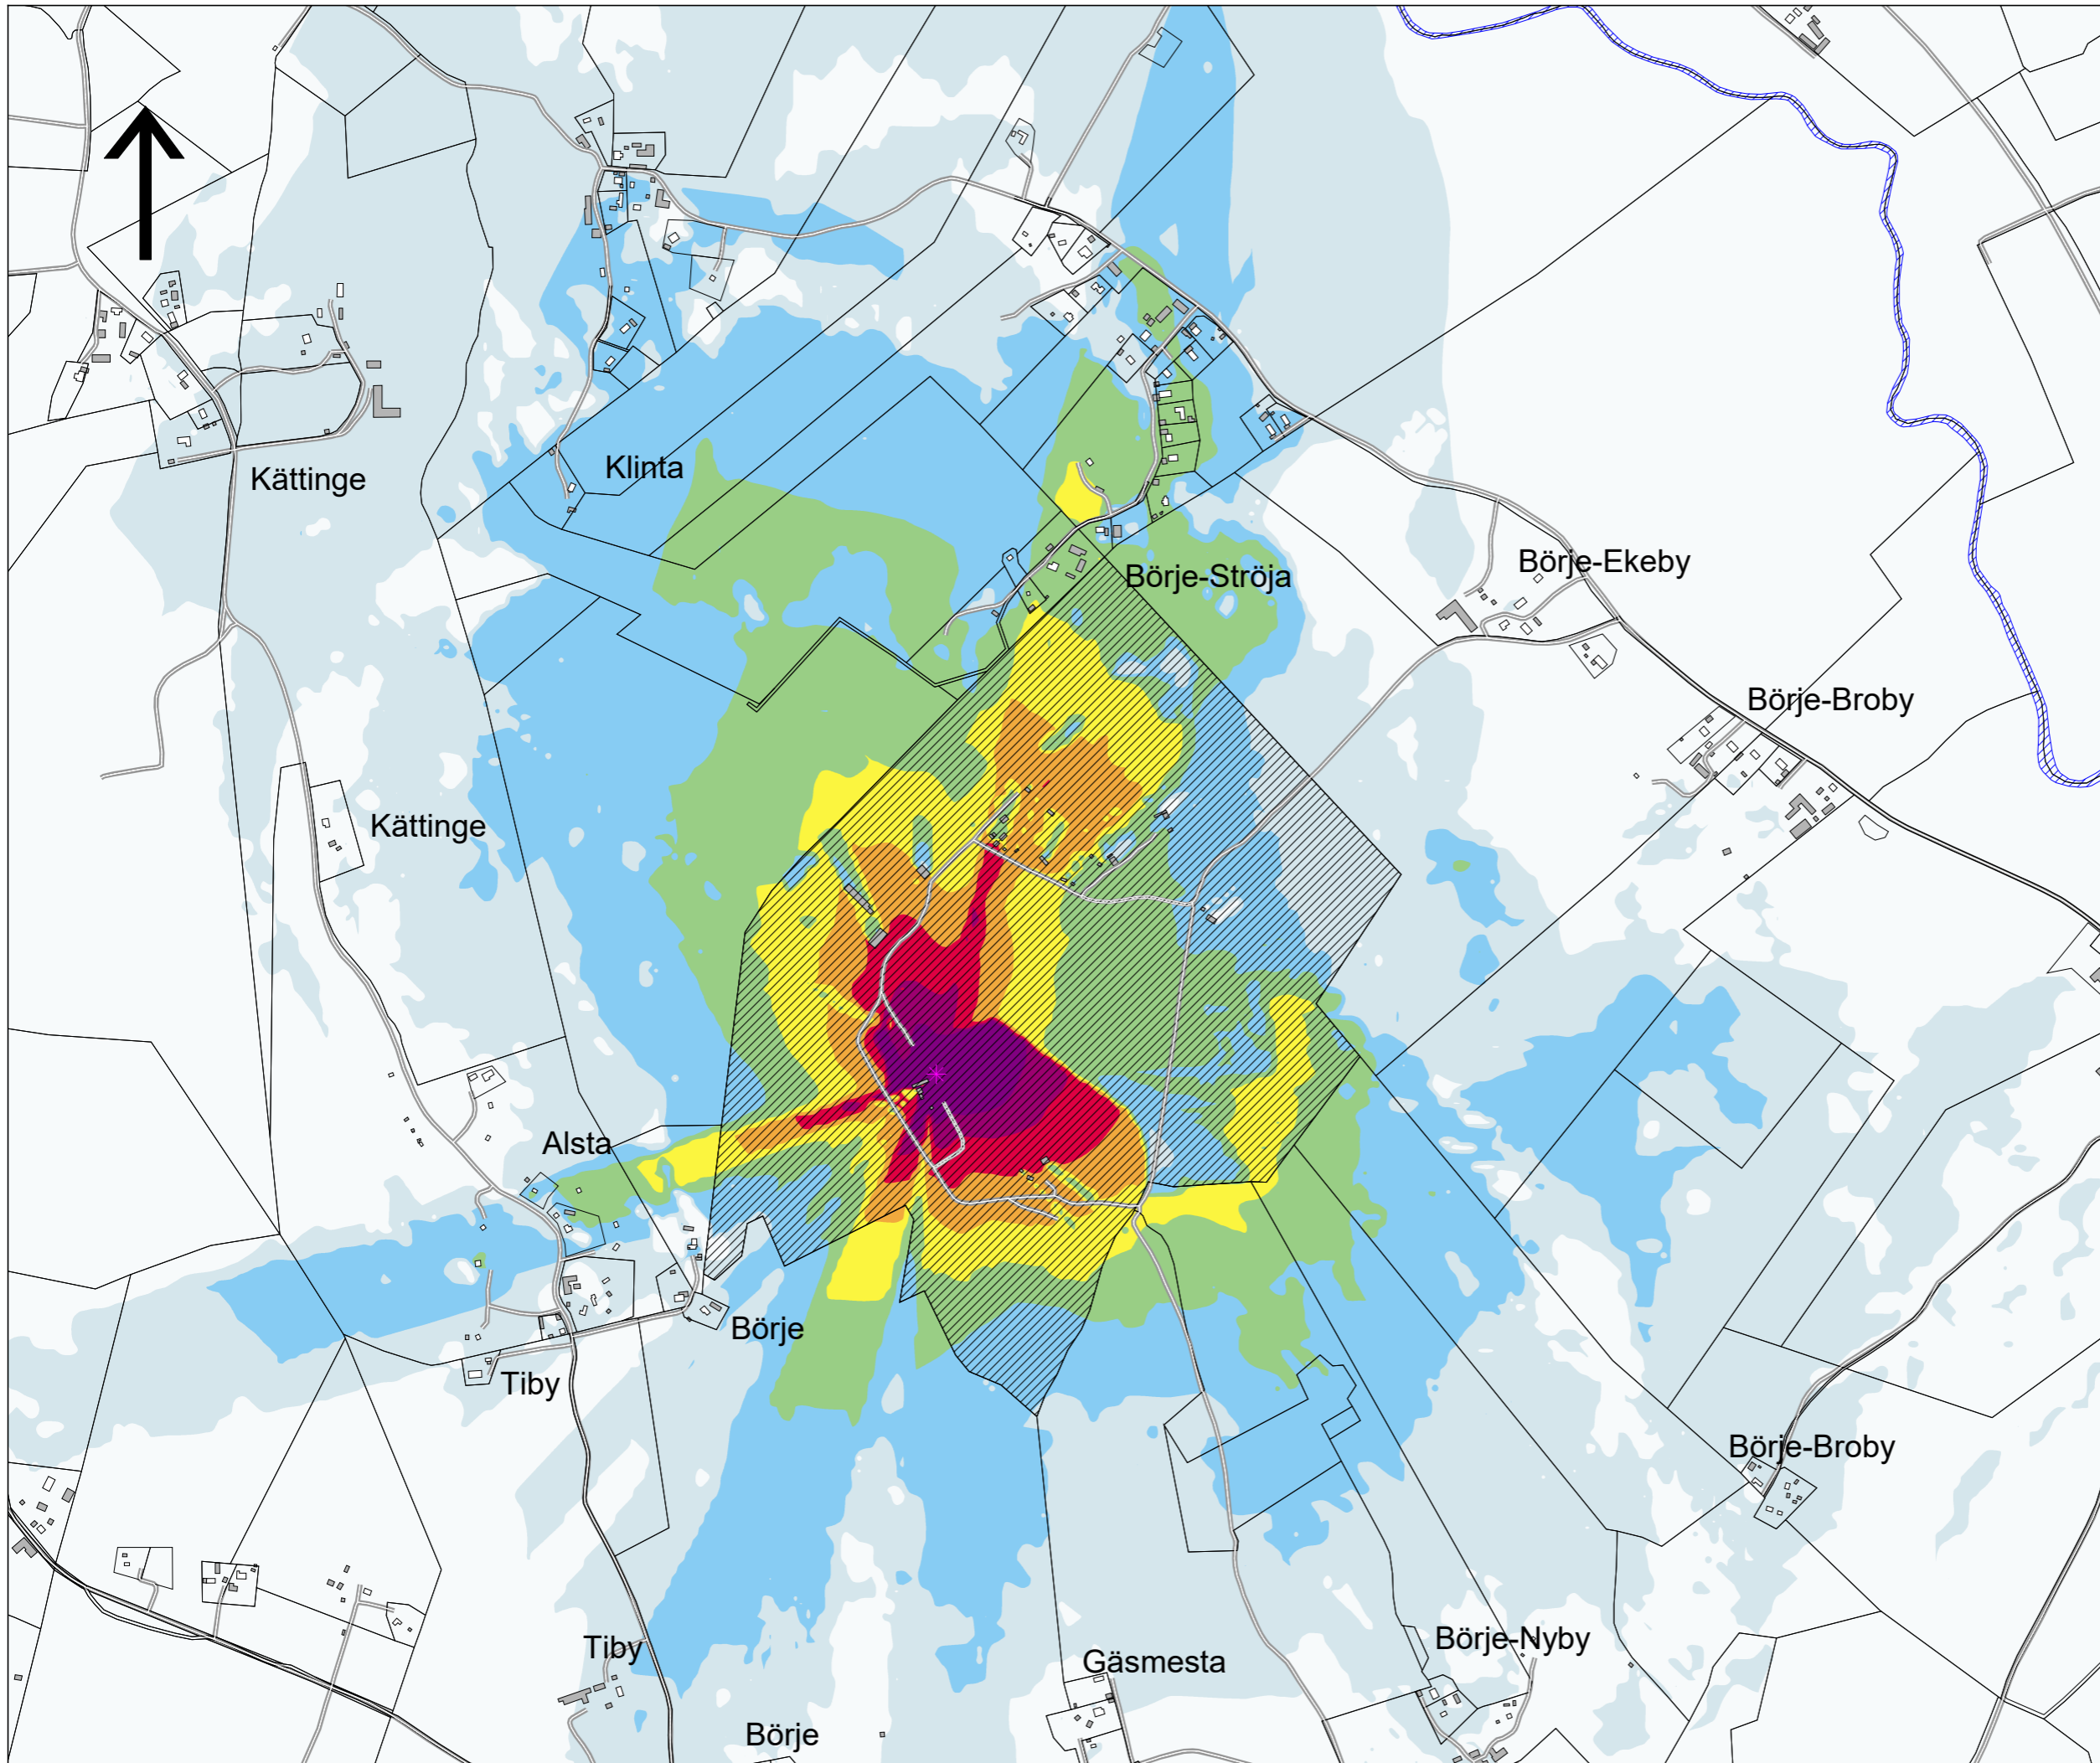 Klinta
Kättinge
Börje-Ekeby
Börje-Ströja
Börje-Broby
Kättinge
Alsta
Börje
Tiby
Börje-Broby
Tiby
Börje-Nyby
Gäsmesta
Börje